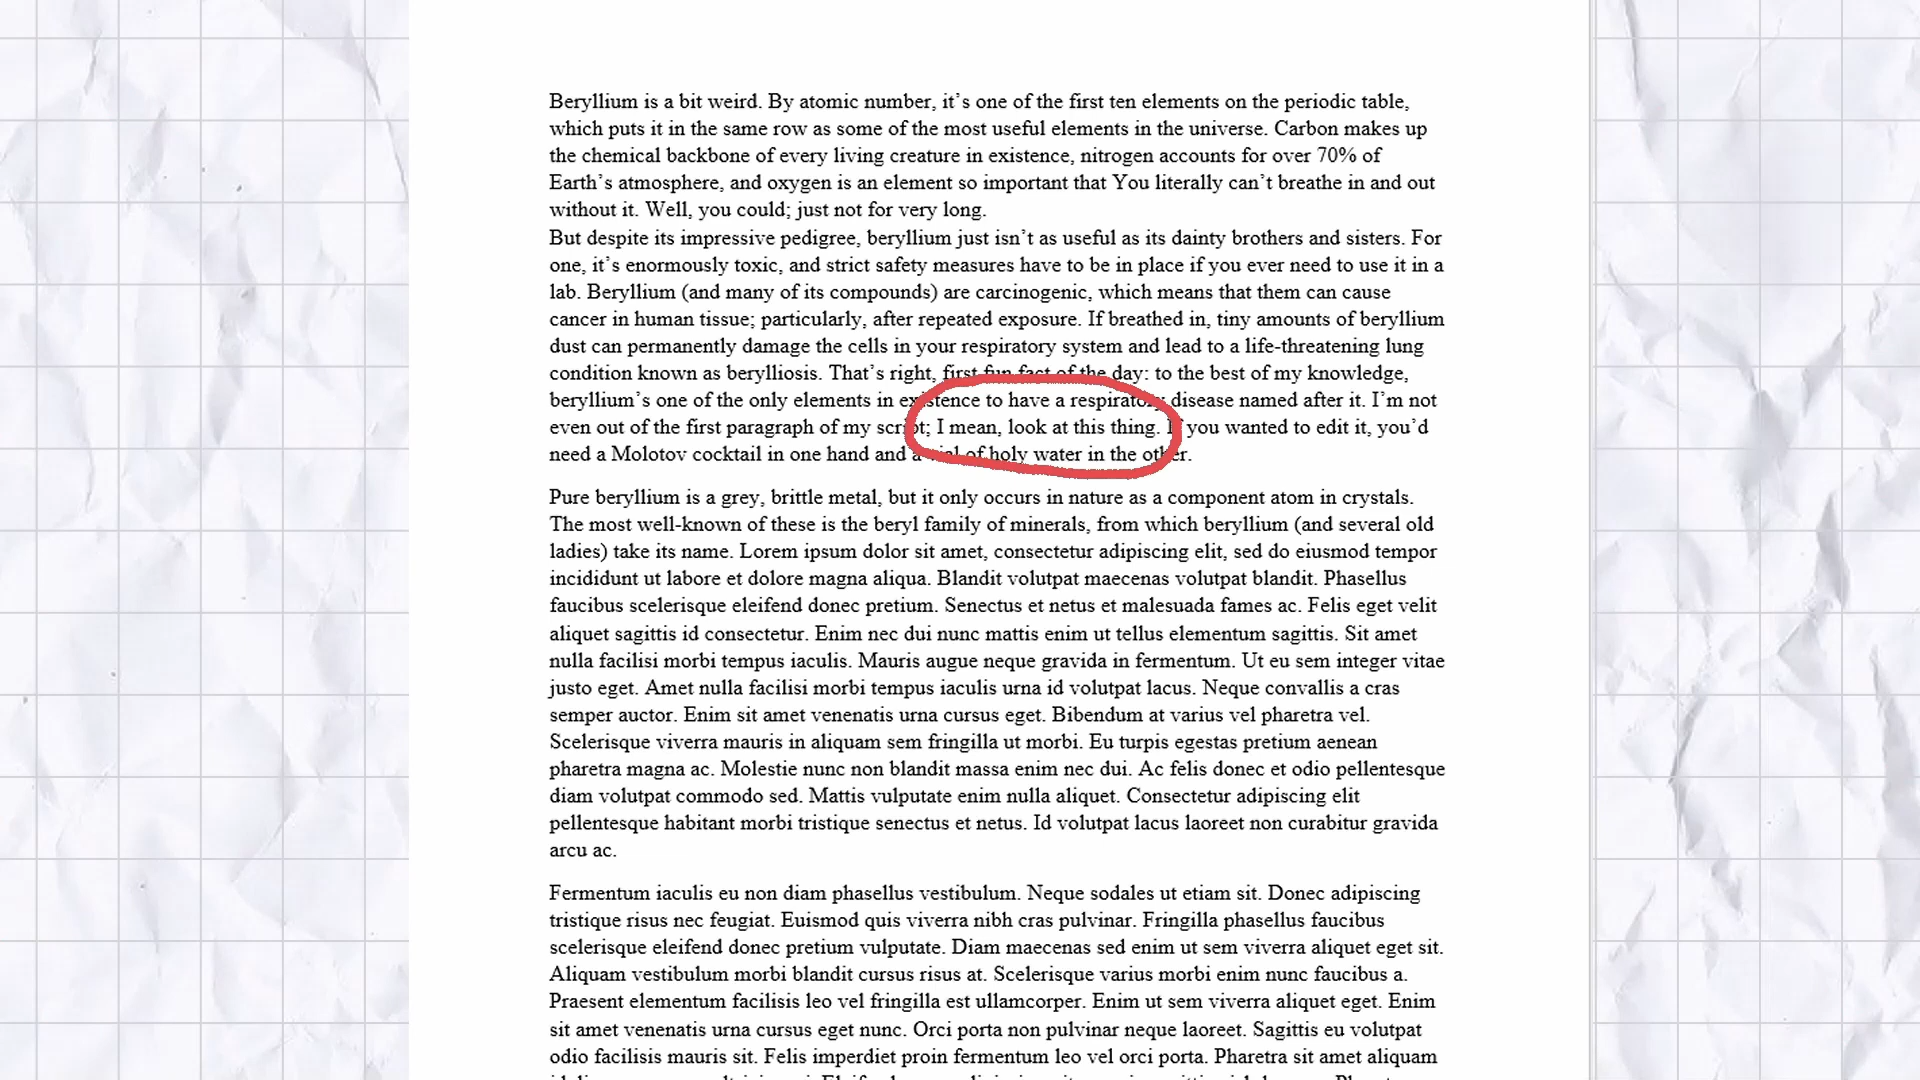 Beryllium is a bit weird. By atomic number, it's one of the first ten elements on the periodic table,
which puts it in the same row as some of the most useful elements in the universe. Carbon makes up
the chemical backbone of every living creature in existence, nitrogen accounts for over 70% of
Earth's atmosphere, and oxygen is an element so important that You literally can't breathe in and out
without it. Well, you could; just not for very long.
But despite its impressive pedigree, beryllium just isn't as useful as its dainty brothers and sisters. For
one, it's enormously toxic, and strict safety measures have to be in place if you ever need to use it in a
lab. Beryllium (and many of its compounds) are carcinogenic, which means that them can cause
cancer in human tissue; particularly, after repeated exposure. If breathed in, tiny amounts of beryllium
dust can permanently damage the cells in your respiratory system and lead to a life-threatening lung
condition known as berylliosis. That's right, first fun fact of the day: to the best of my knowledge,
beryllium's one of the only elements in existence to have a respiratory disease named after it. I'm not
even out of the first paragraph of my script; I mean, look at this thing. If you wanted to edit it, you'd
need a Molotov cocktail in one hand and a vial of holy water in the other.
Pure beryllium is a grey, brittle metal, but it only occurs in nature as a component atom in crystals.
The most well-known of these is the beryl family of minerals, from which beryllium (and several old
ladies) take its name. Lorem ipsum dolor sit amet, consectetur adipiscing elit, sed do eiusmod tempor
incididunt ut labore et dolore magna aliqua. Blandit volutpat maecenas volutpat blandit. Phasellus
faucibus scelerisque eleifend donec pretium. Senectus et netus et malesuada fames ac. Felis eget velit
aliquet sagittis id consectetur. Enim nec dui nunc mattis enim ut tellus elementum sagittis. Sit amet
nulla facilisi morbi tempus iaculis. Mauris augue neque gravida in fermentum. Ut eu sem integer vitae
justo eget. Amet nulla facilisi morbi tempus iaculis urna id volutpat lacus. Neque convallis a cras
semper auctor. Enim sit amet venenatis urna cursus eget. Bibendum at varius vel pharetra vel.
Scelerisque viverra mauris in aliquam sem fringilla ut morbi. Eu turpis egestas pretium aenean
pharetra magna ac. Molestie nunc non blandit massa enim nec dui. Ac felis donec et odio pellentesque
diam volutpat commodo sed. Mattis vulputate enim nulla aliquet. Consectetur adipiscing elit
pellentesque habitant morbi tristique senectus et netus. Id volutpat lacus laoreet non curabitur gravida
arcu ac.
Fermentum iaculis eu non diam phasellus vestibulum. Neque sodales ut etiam sit. Donec adipiscing
tristique risus nec feugiat. Euismod quis viverra nibh cras pulvinar. Fringilla phasellus faucibus
scelerisque eleifend donec pretium vulputate. Diam maecenas sed enim ut sem viverra aliquet eget sit.
Aliquam vestibulum morbi blandit cursus risus at. Scelerisque varius morbi enim nunc faucibus a.
Praesent elementum facilisis leo vel fringilla est ullamcorper. Enim ut sem viverra aliquet eget. Enim
sit amet venenatis urna cursus eget nunc. Orci porta non pulvinar neque laoreet. Sagittis eu volutpat
odio facilisis mauris sit. Felis imperdiet proin fermentum leo vel orci porta. Pharetra sit amet aliquam